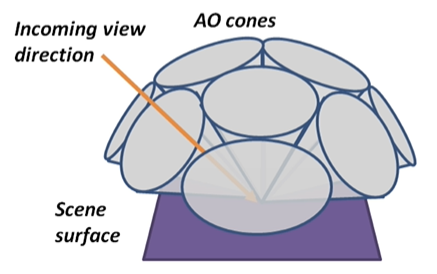 Incoming view
direction
AO cones
Scene
surface